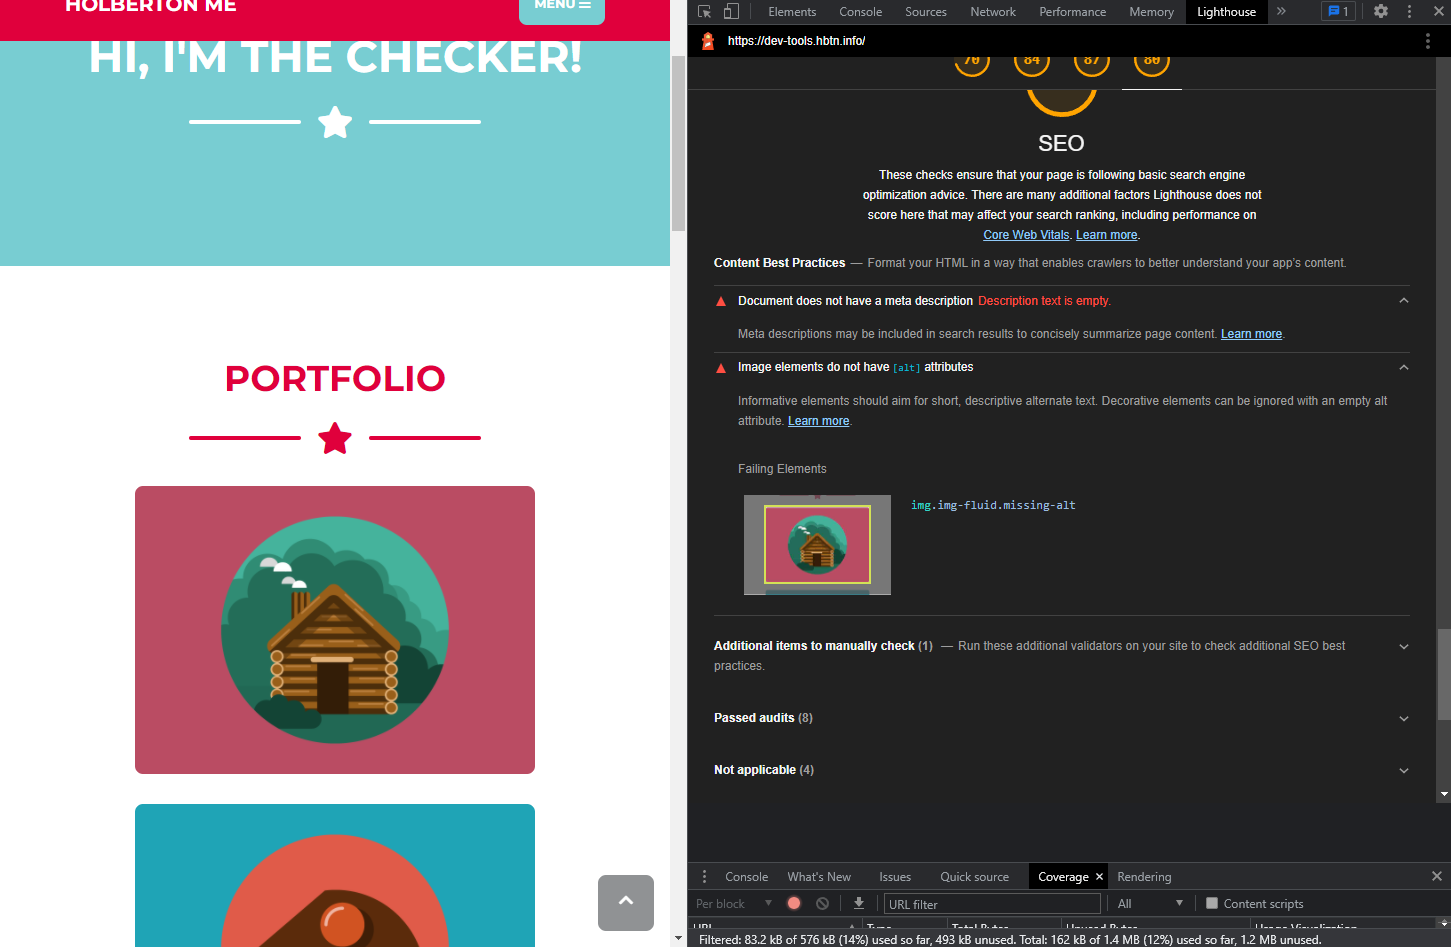 HOLBERTON ME
MENU
HI, I'M THE CHECKER!
PORTFOLIO
Elements Console Sources Network Performance Memory Lighthouse » 1
https://dev-tools.hbtn.info/
70 84 87 80
SEO
These checks ensure that your page is following basic search engine
optimization advice. There are many additional factors Lighthouse does not
score here that may affect your search ranking, including performance on
Core Web Vitals. Learn more.
Content Best Practices — Format your HTML in a way that enables crawlers to better understand your app's content.
Document does not have a meta description Description text is empty.
Meta descriptions may be included in search results to concisely summarize page content. Learn more.
Image elements do not have [alt] attributes
Informative elements should aim for short, descriptive alternate text. Decorative elements can be ignored with an empty alt
attribute. Learn more.
Failing Elements
img.img-fluid.missing-alt
Additional items to manually check (1) — Run these additional validators on your site to check additional SEO best
practices.
Passed audits (8)
Not applicable (4)
Console What's New Issues Quick source Coverage Rendering
Per block URL filter All Content scripts
URL Type Total Bytes Unused Bytes Usage Visualization
Filtered: 83.2 kB of 576 kB (14%) used so far, 493 kB unused. Total: 162 kB of 1.4 MB (12%) used so far, 1.2 MB unused.